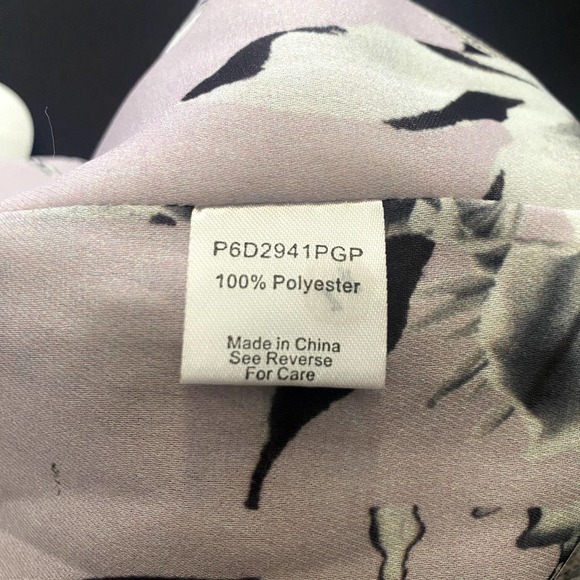 P6D2941PGP
100% Polyester
Made in China
See Reverse
For Care